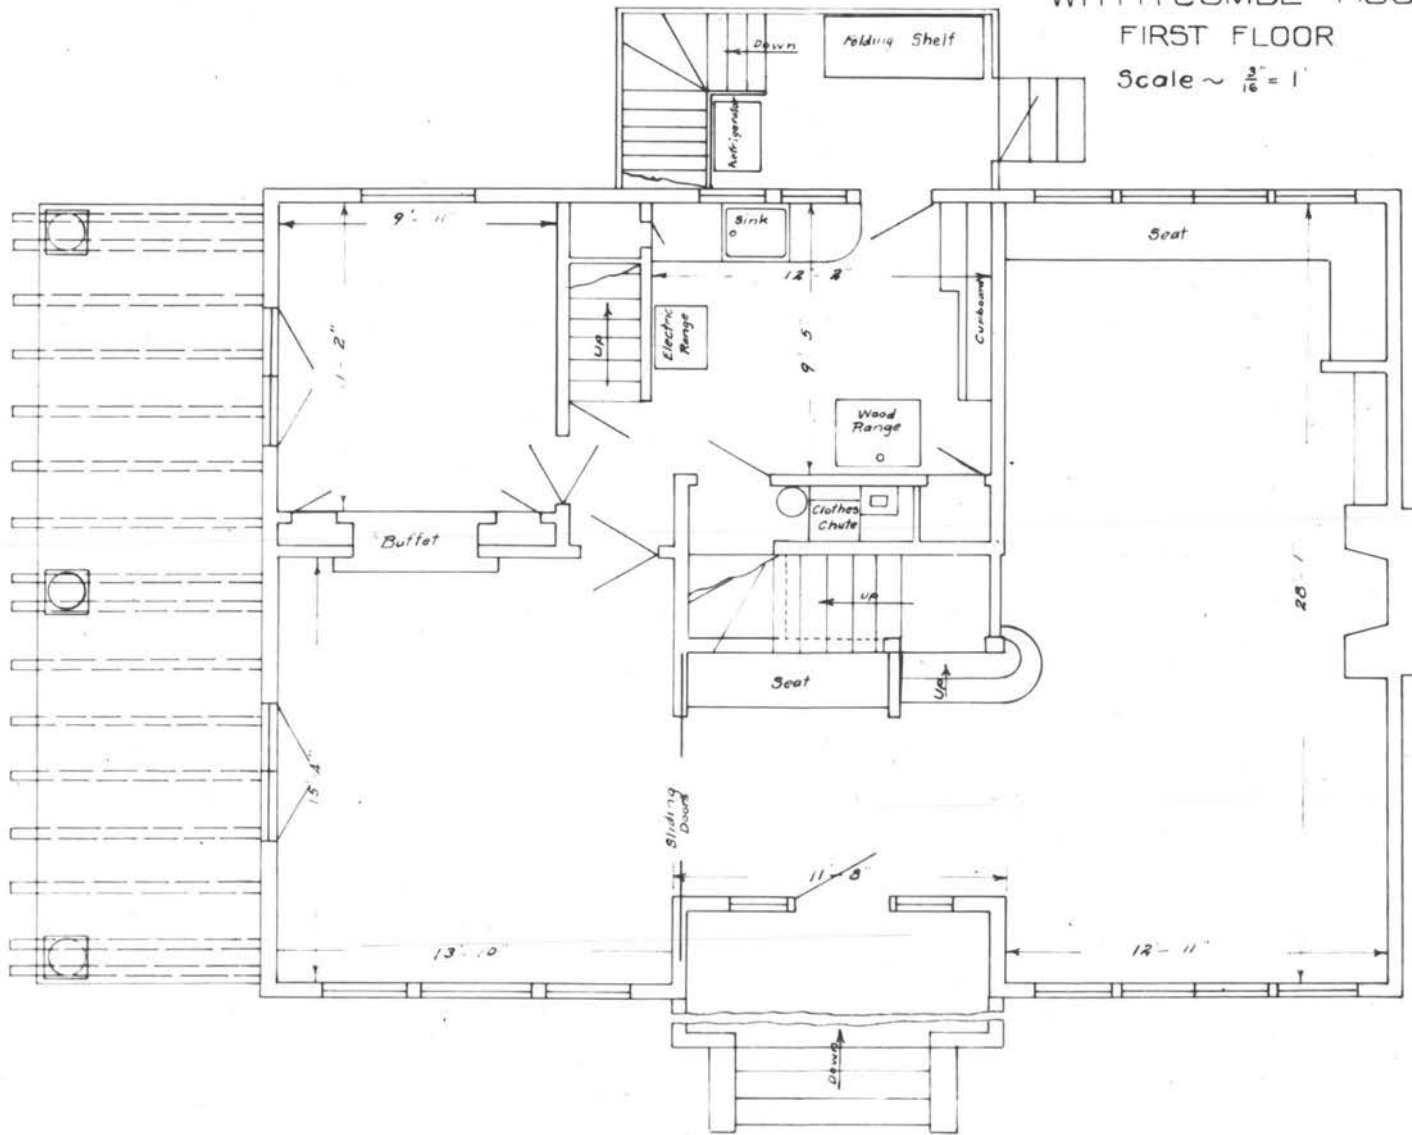 FIRST FLOOR
Scale ~ 3/16" = 1'
Down
Folding Shelf
Refrigerator
9'-11"
Sink
Seat
12'-2"
Cupboard
Electric
Range
UP
1-2"
9' 5
Wood
Range
Clothes
Chute
Buffet
UP
28-1
Seat
UP
15-4"
Sliding
Doors
11-8"
13'-10"
12-11"
Down